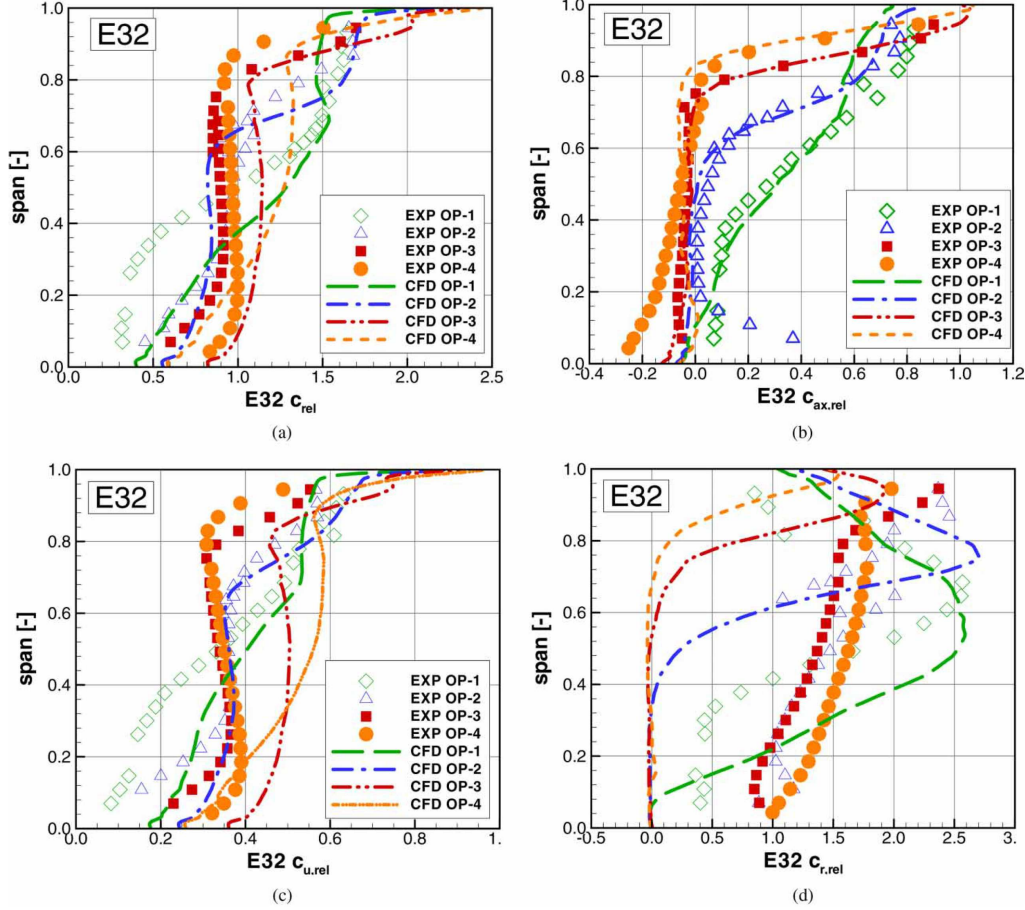 (a)
E32
span [-]
1.0
0.8
0.6
0.4
0.2
0.0
EXP OP-1
EXP OP-2
EXP OP-3
EXP OP-4
CFD OP-1
CFD OP-2
CFD OP-3
CFD OP-4
0.0 0.5 1.0 1.5 2.0 2.5
E32 c_rel
(a)
(b)
E32
span [-]
1.0
0.8
0.6
0.4
0.2
0.0
EXP OP-1
EXP OP-2
EXP OP-3
EXP OP-4
CFD OP-1
CFD OP-2
CFD OP-3
CFD OP-4
-0.4 -0.2 0.0 0.2 0.4 0.6 0.8 1.0 1.2
E32 c_ax.rel
(b)
E32
span [-]
1.0
0.8
0.6
0.4
0.2
0.0
EXP OP-1
EXP OP-2
EXP OP-3
EXP OP-4
CFD OP-1
CFD OP-2
CFD OP-3
CFD OP-4
0.0 0.2 0.4 0.6 0.8 1.
E32 c_u.rel
(c)
E32
span [-]
1.0
0.8
0.6
0.4
0.2
0.0
-0.5 0.0 0.5 1.0 1.5 2.0 2.5 3.
E32 c_r.rel
(d)